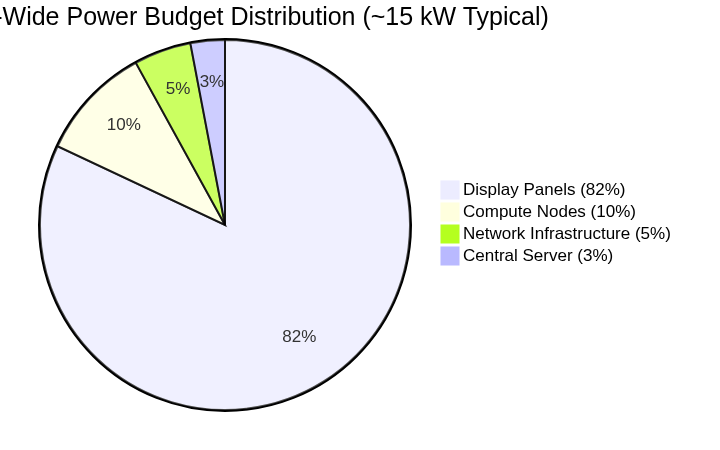 -Wide Power Budget Distribution (~15 kW Typical)
3%
5%
10%
82%
Display Panels (82%)
Compute Nodes (10%)
Network Infrastructure (5%)
Central Server (3%)